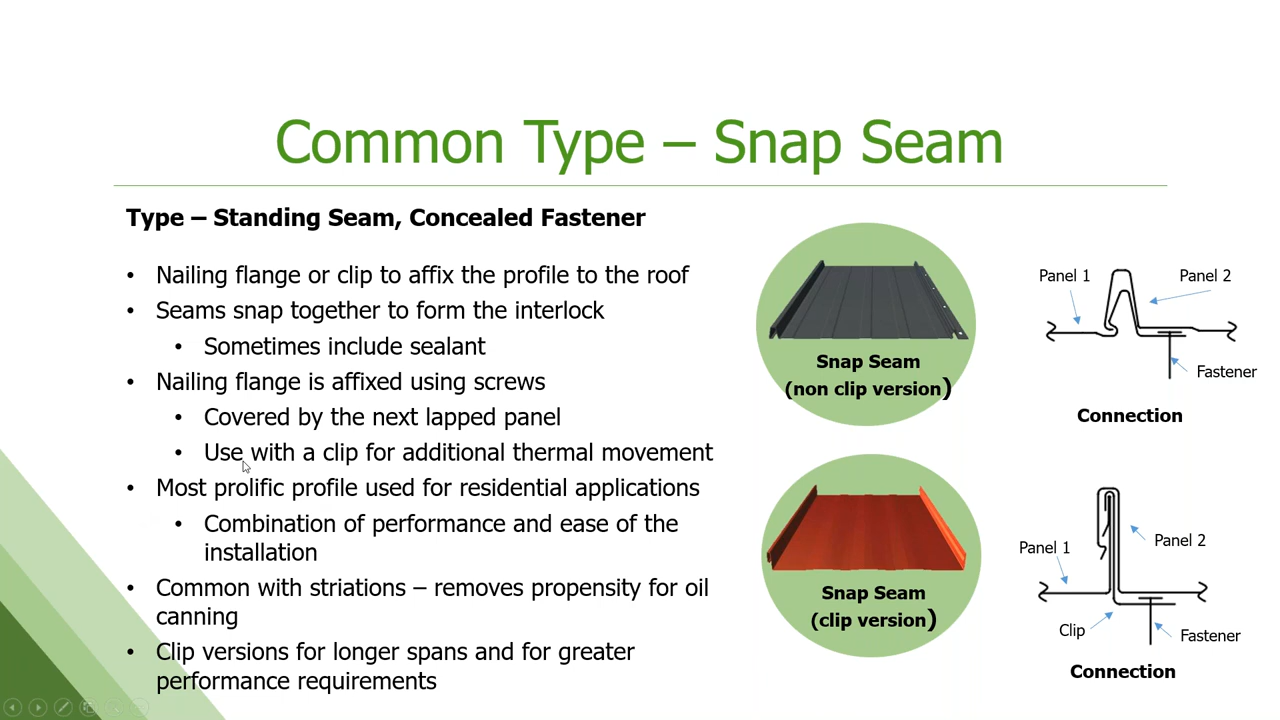 Common Type – Snap Seam
Type – Standing Seam, Concealed Fastener
• Nailing flange or clip to affix the profile to the roof
• Seams snap together to form the interlock
• Sometimes include sealant
• Nailing flange is affixed using screws
• Covered by the next lapped panel
• Use with a clip for additional thermal movement
• Most prolific profile used for residential applications
• Combination of performance and ease of the
installation
• Common with striations – removes propensity for oil
canning
• Clip versions for longer spans and for greater
performance requirements
Snap Seam
(non clip version)
Panel 1
Panel 2
Fastener
Connection
Snap Seam
(clip version)
Panel 1
Panel 2
Clip
Fastener
Connection